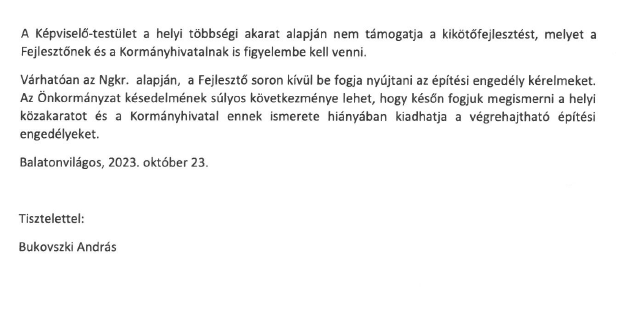 A Képviselő-testület a helyi többségi akarat alapján nem támogatja a kikötőfejlesztést, melyet a
Fejlesztőnek és a Kormányhivatalnak is figyelembe kell venni.
Várhatóan az Ngkr. alapján, a Fejlesztő soron kívül be fogja nyújtani az építési engedély kérelmeket.
Az Önkormányzat késedelmének súlyos következménye lehet, hogy későn fogjuk megismerni a helyi
közakaratot és a Kormányhivatal ennek ismerete hiányában kiadhatja a végrehajtható építési
engedélyeket.
Balatonvilágos, 2023. október 23.
Tisztelettel:
Bukovszki András